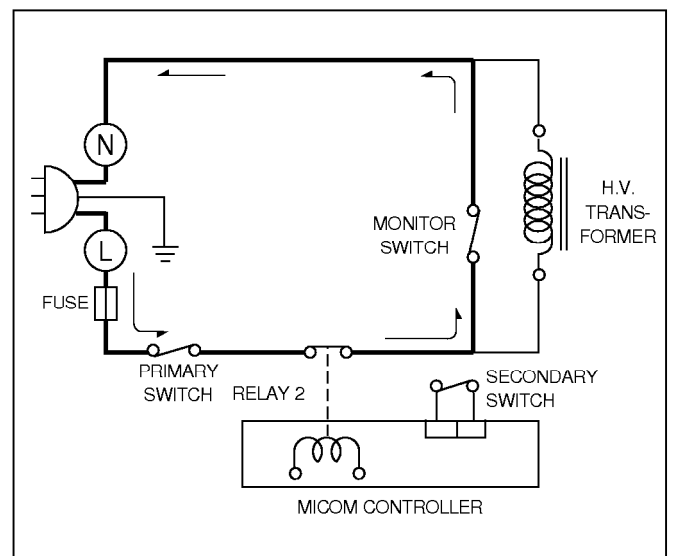 N
L
FUSE
PRIMARY
SWITCH
RELAY 2
MONITOR
SWITCH
H.V.
TRANS-
FORMER
SECONDARY
SWITCH
MICOM CONTROLLER